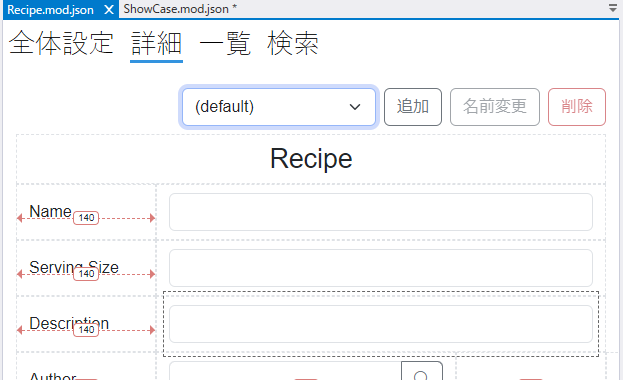 Recipe.mod.json ShowCase.mod.json *
全体設定 詳細 一覧 検索
(default) 追加 名前変更 削除
Recipe
Name
140
Serving Size
140
Description
140
Author